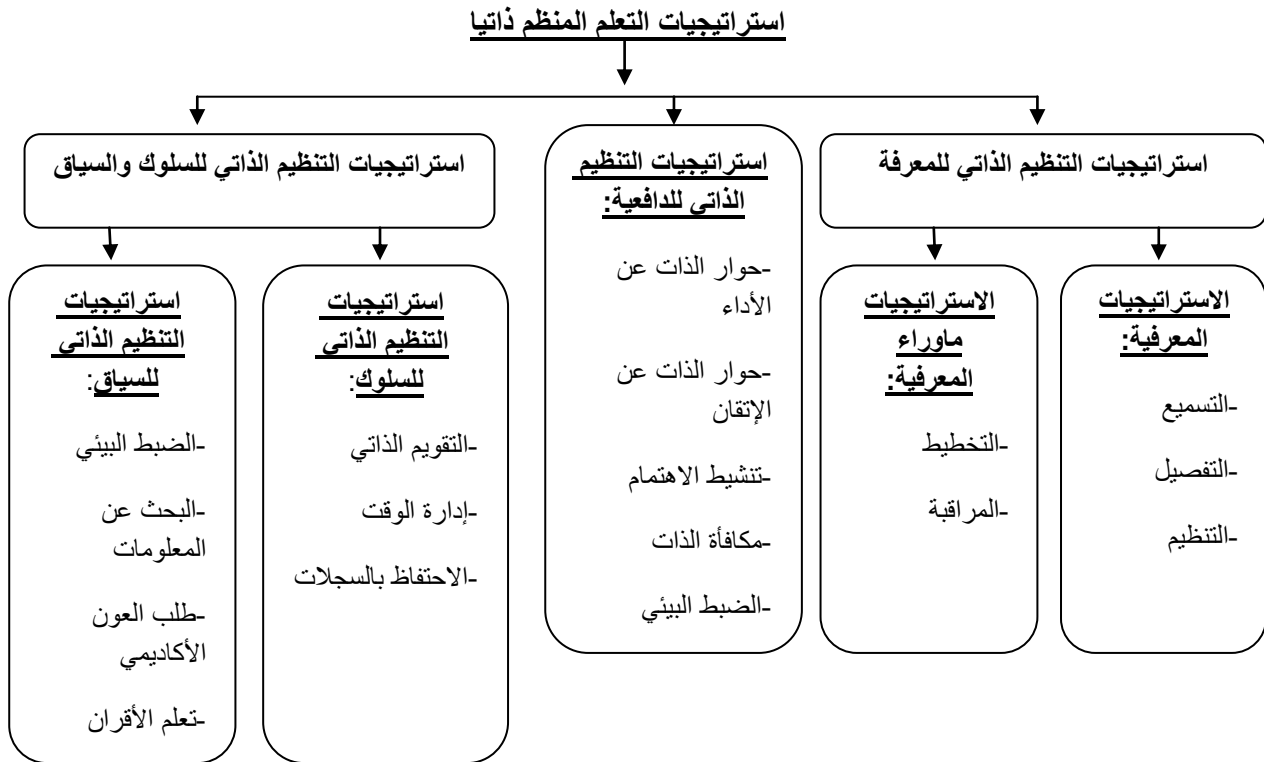 استراتيجيات التعلم المنظم ذاتيا
استراتيجيات التنظيم الذاتي للمعرفة
استراتيجيات التنظيم
الذاتي للدافعية:
-حوار الذات عن
الأداء
-حوار الذات عن
الإتقان
-تنشيط الاهتمام
-مكافأة الذات
-الضبط البيئي
استراتيجيات التنظيم الذاتي للسلوك والسياق
الاستراتيجيات
المعرفية:
-التسميع
-التفصيل
-التنظيم
الاستراتيجيات
ماوراء
المعرفية:
-التخطيط
-المراقبة
استراتيجيات
التنظيم الذاتي
للسلوك:
-التقويم الذاتي
-إدارة الوقت
-الاحتفاظ بالسجلات
استراتيجيات
التنظيم الذاتي
للسياق:
-الضبط البيئي
-البحث عن
المعلومات
-طلب العون
الأكاديمي
-تعلم الأقران